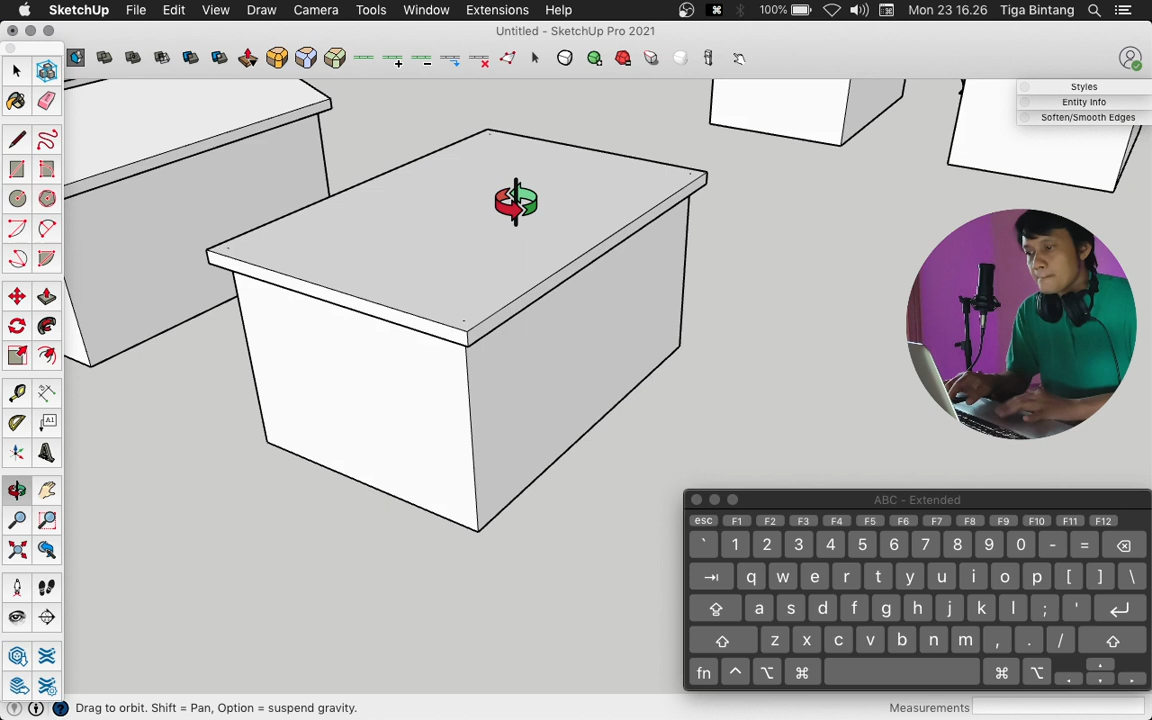 SketchUp File Edit View Draw Camera Tools Window Extensions Help 100% Mon 23 16.26 Tiga Bintang
Untitled - SketchUp Pro 2021
Styles
Entity Info
Soften/Smooth Edges
A1
ABC - Extended
esc F1 F2 F3 F4 F5 F6 F7 F8 F9 F10 F11 F12
` 1 2 3 4 5 6 7 8 9 0 - =
q w e r t y u i o p [ ] \
a s d f g h j k l ; '
z x c v b n m , . /
fn ^ ⌥ ⌘ ⌘ ⌥
Drag to orbit. Shift = Pan, Option = suspend gravity. Measurements